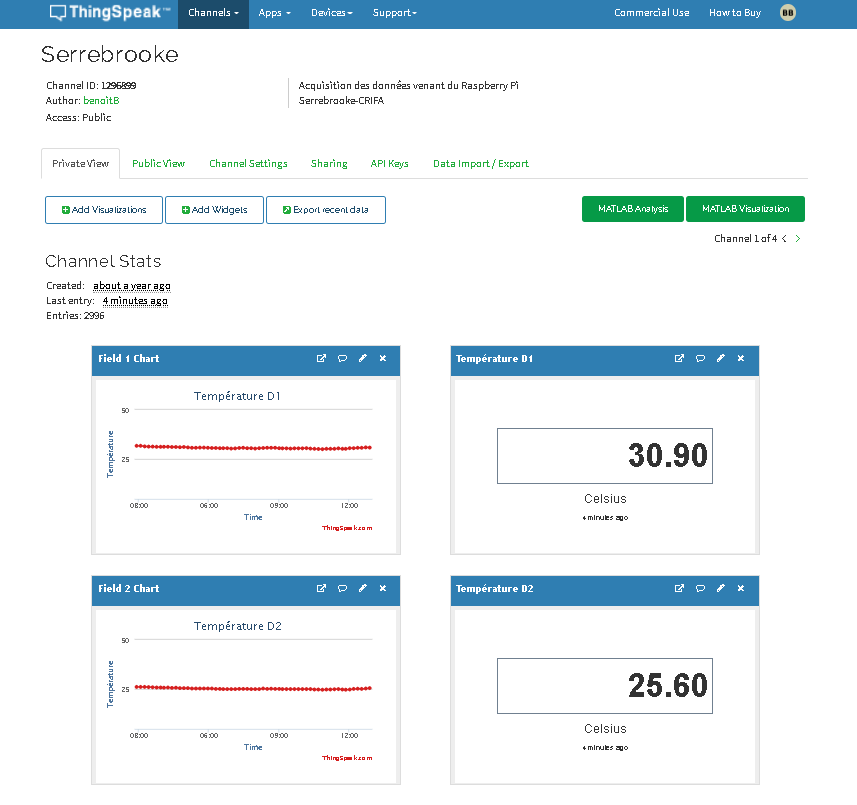 ThingSpeak™ Channels Apps Devices Support Commercial Use How to Buy BB
Serrebrooke
Channel ID: 1296899
Author: benoitB
Access: Public
Acquisition des données venant du Raspberry Pi
Serrebrooke-CRIFA
Private View Public View Channel Settings Sharing API Keys Data Import / Export
Add Visualizations Add Widgets Export recent data MATLAB Analysis MATLAB Visualization
Channel 1 of 4 < >
Channel Stats
Created: about a year ago
Last entry: 4 minutes ago
Entries: 2996
Field 1 Chart
Température D1
50
25
Température
03:00 06:00 09:00 12:00
Time
ThingSpeak.com
Température D1
30.90
Celsius
4 minutes ago
Field 2 Chart
Température D2
50
25
Température
03:00 06:00 09:00 12:00
Time
ThingSpeak.com
Température D2
25.60
Celsius
4 minutes ago